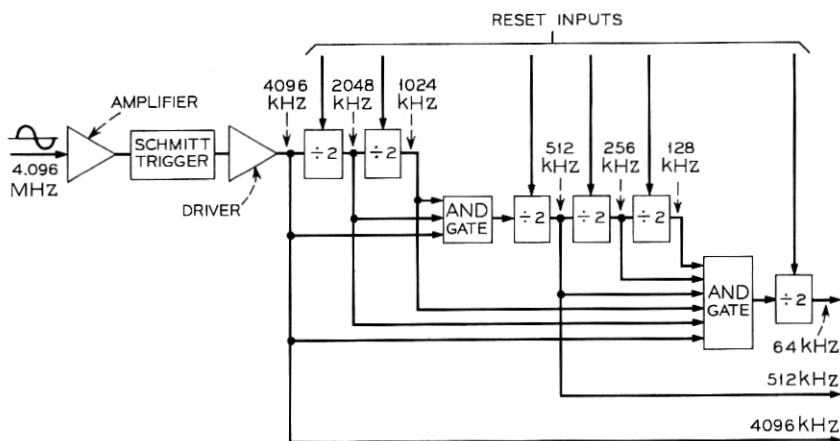 RESET INPUTS
AMPLIFIER
4096
kHz
2048
kHz
1024
kHz
4.096
MHz
SCHMITT
TRIGGER
DRIVER
÷2
÷2
512
kHz
256
kHz
128
kHz
AND
GATE
÷2
÷2
÷2
AND
GATE
÷2
64 kHz
512kHz
4096kHz